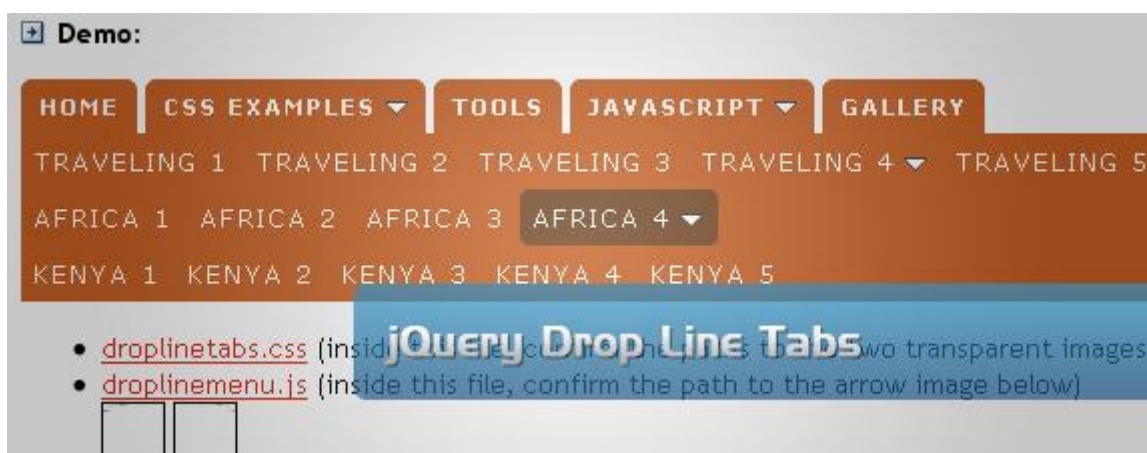 Demo:
HOME CSS EXAMPLES TOOLS JAVASCRIPT GALLERY
TRAVELING 1 TRAVELING 2 TRAVELING 3 TRAVELING 4 TRAVELING 5
AFRICA 1 AFRICA 2 AFRICA 3 AFRICA 4
KENYA 1 KENYA 2 KENYA 3 KENYA 4 KENYA 5
jQuery Drop Line Tabs
droplinetabs.css (inside two transparent images
droplinemenu.js (inside this file, confirm the path to the arrow image below)